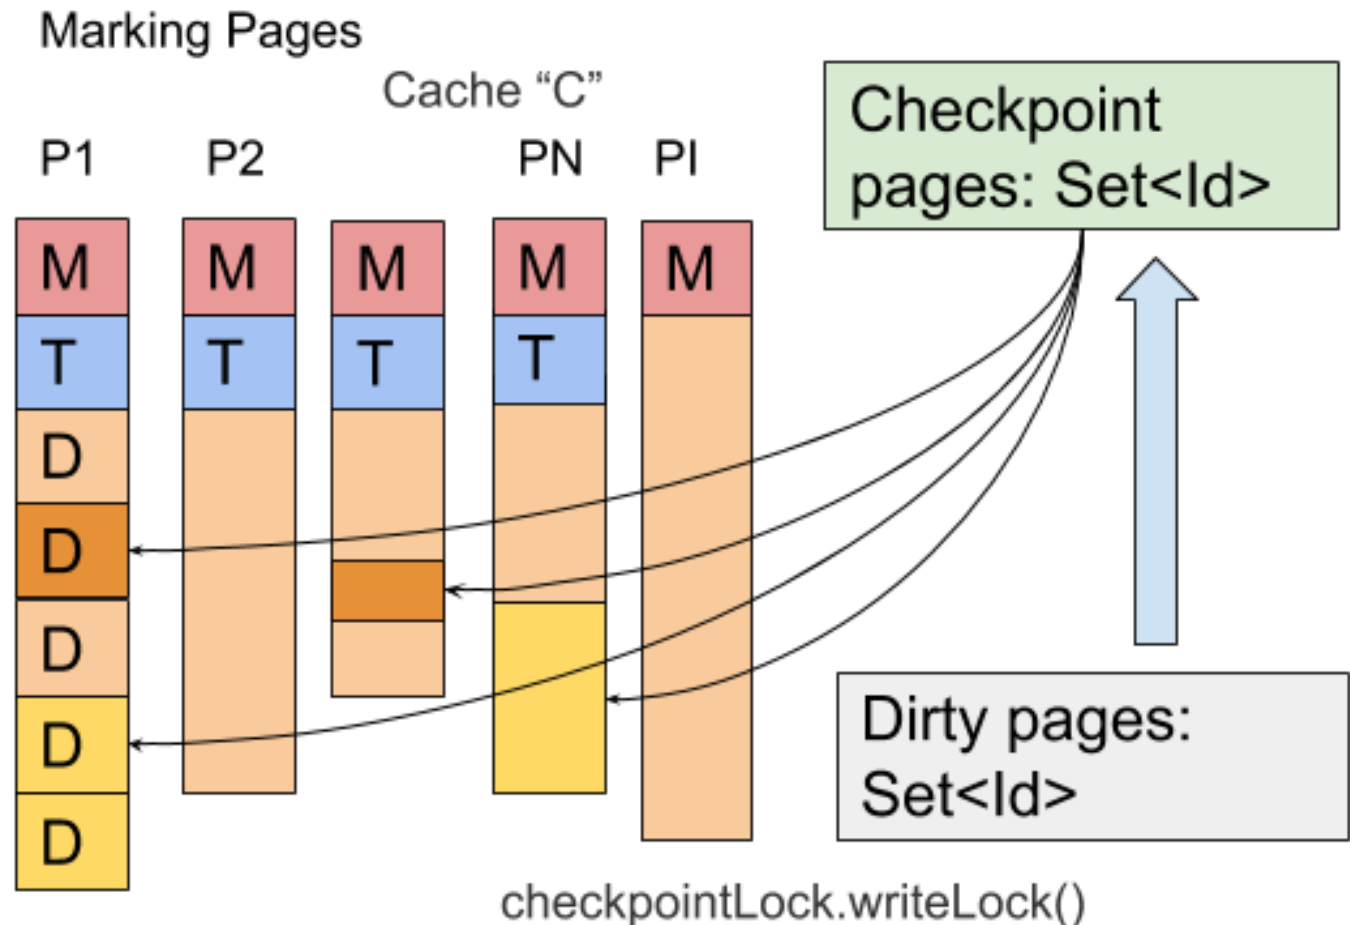 Marking Pages
Cache “C”
P1 P2 PN PI
Checkpoint
pages: Set<Id>
M M M M M
T T T T
D
D
D
D
D
Dirty pages:
Set<Id>
checkpointLock.writeLock()